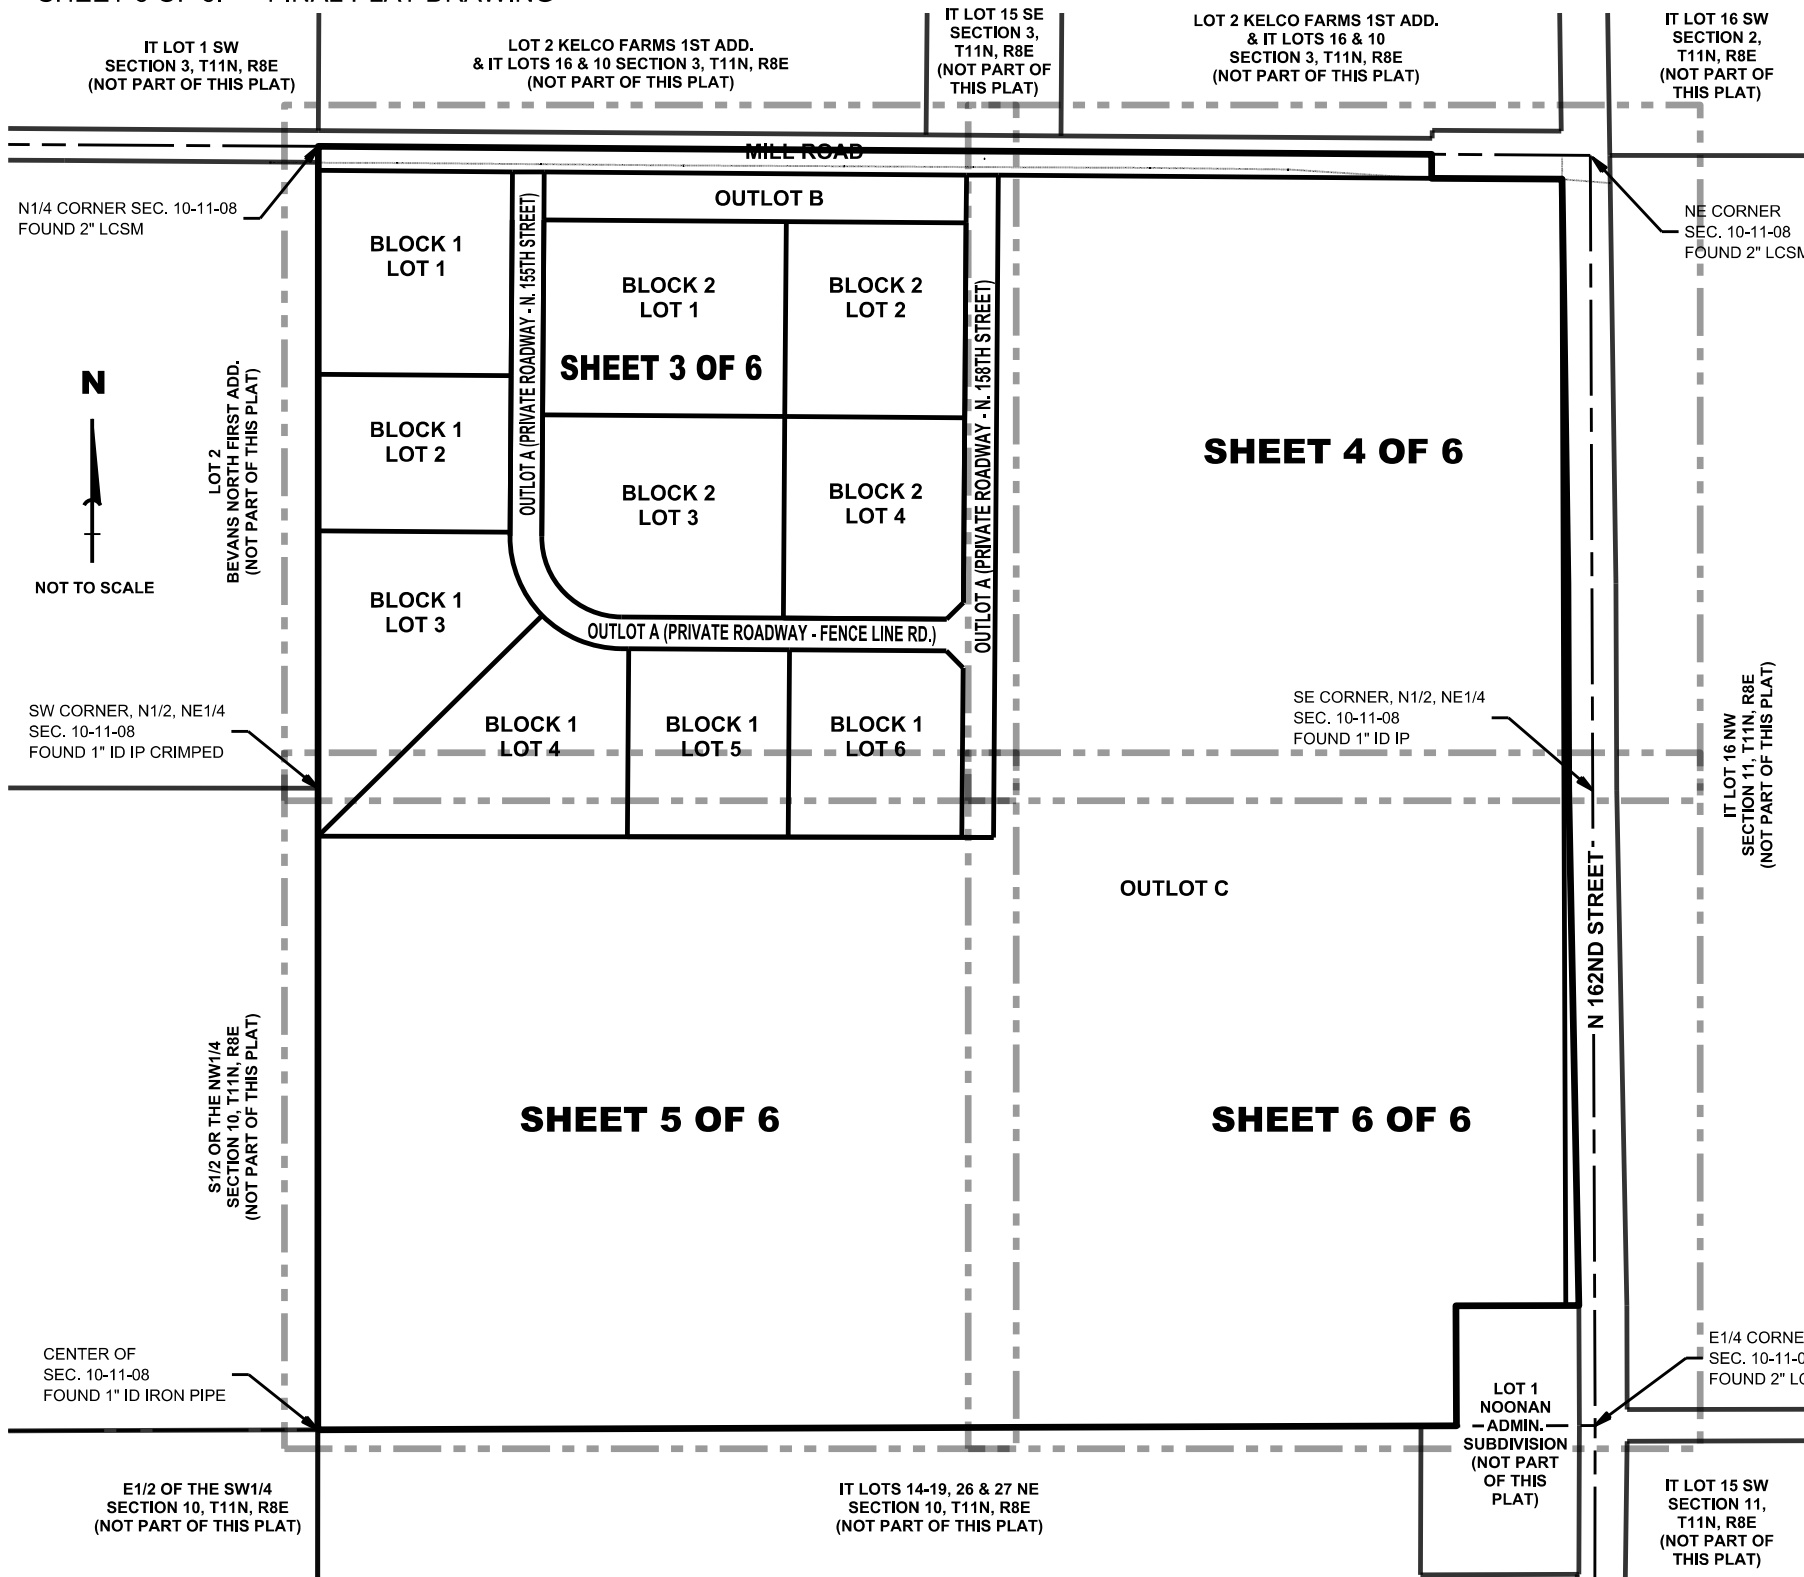 IT LOT 1 SW
SECTION 3, T11N, R8E
(NOT PART OF THIS PLAT)
LOT 2 KELCO FARMS 1ST ADD.
& IT LOTS 16 & 10 SECTION 3, T11N, R8E
(NOT PART OF THIS PLAT)
IT LOT 15 SE
SECTION 3,
T11N, R8E
(NOT PART OF
THIS PLAT)
LOT 2 KELCO FARMS 1ST ADD.
& IT LOTS 16 & 10
SECTION 3, T11N, R8E
(NOT PART OF THIS PLAT)
IT LOT 16 SW
SECTION 2,
T11N, R8E
(NOT PART OF
THIS PLAT)
MILL ROAD
N1/4 CORNER SEC. 10-11-08
FOUND 2" LCSM
NE CORNER
SEC. 10-11-08
FOUND 2" LCSM
OUTLOT B
BLOCK 1
LOT 1
OUTLOT A (PRIVATE ROADWAY - N. 155TH STREET)
BLOCK 2
LOT 1
BLOCK 2
LOT 2
OUTLOT A (PRIVATE ROADWAY - N. 158TH STREET)
SHEET 3 OF 6
N
NOT TO SCALE
LOT 2
BEVANS NORTH FIRST ADD.
(NOT PART OF THIS PLAT)
BLOCK 1
LOT 2
SHEET 4 OF 6
BLOCK 2
LOT 3
BLOCK 2
LOT 4
BLOCK 1
LOT 3
OUTLOT A (PRIVATE ROADWAY - FENCE LINE RD.)
SW CORNER, N1/2, NE1/4
SEC. 10-11-08
FOUND 1" ID IP CRIMPED
BLOCK 1
LOT 4
BLOCK 1
LOT 5
BLOCK 1
LOT 6
SE CORNER, N1/2, NE1/4
SEC. 10-11-08
FOUND 1" ID IP
IT LOT 16 NW
SECTION 11, T11N, R8E
(NOT PART OF THIS PLAT)
OUTLOT C
N 162ND STREET
S1/2 OR THE NW1/4
SECTION 10, T11N, R8E
(NOT PART OF THIS PLAT)
SHEET 5 OF 6
SHEET 6 OF 6
CENTER OF
SEC. 10-11-08
FOUND 1" ID IRON PIPE
E1/4 CORNE
SEC. 10-11-0
FOUND 2"
LOT 1
NOONAN
ADMIN.
SUBDIVISION
(NOT PART
OF THIS
PLAT)
E1/2 OF THE SW1/4
SECTION 10, T11N, R8E
(NOT PART OF THIS PLAT)
IT LOTS 14-19, 26 & 27 NE
SECTION 10, T11N, R8E
(NOT PART OF THIS PLAT)
IT LOT 15 SW
SECTION 11,
T11N, R8E
(NOT PART OF
THIS PLAT)